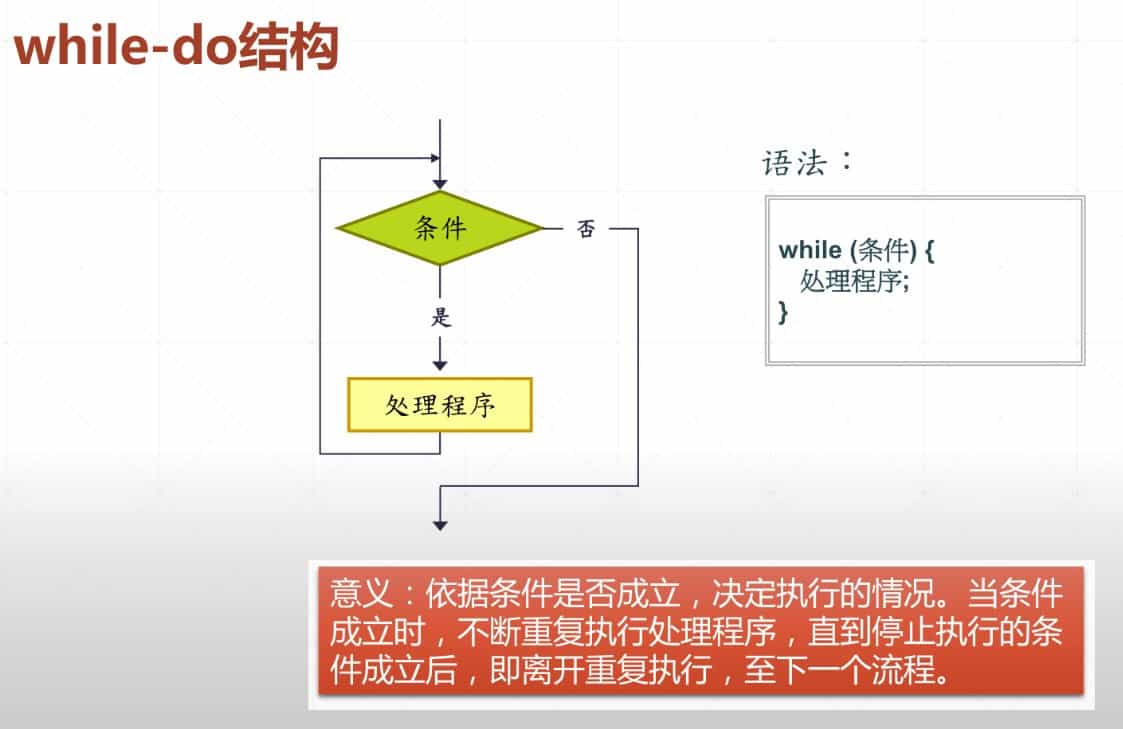 while-do结构
语法：
条件
否
while (条件) {
处理程序;
}
是
处理程序
意义：依据条件是否成立，决定执行的情况。当条件
成立时，不断重复执行处理程序，直到停止执行的条
件成立后，即离开重复执行，至下一个流程。